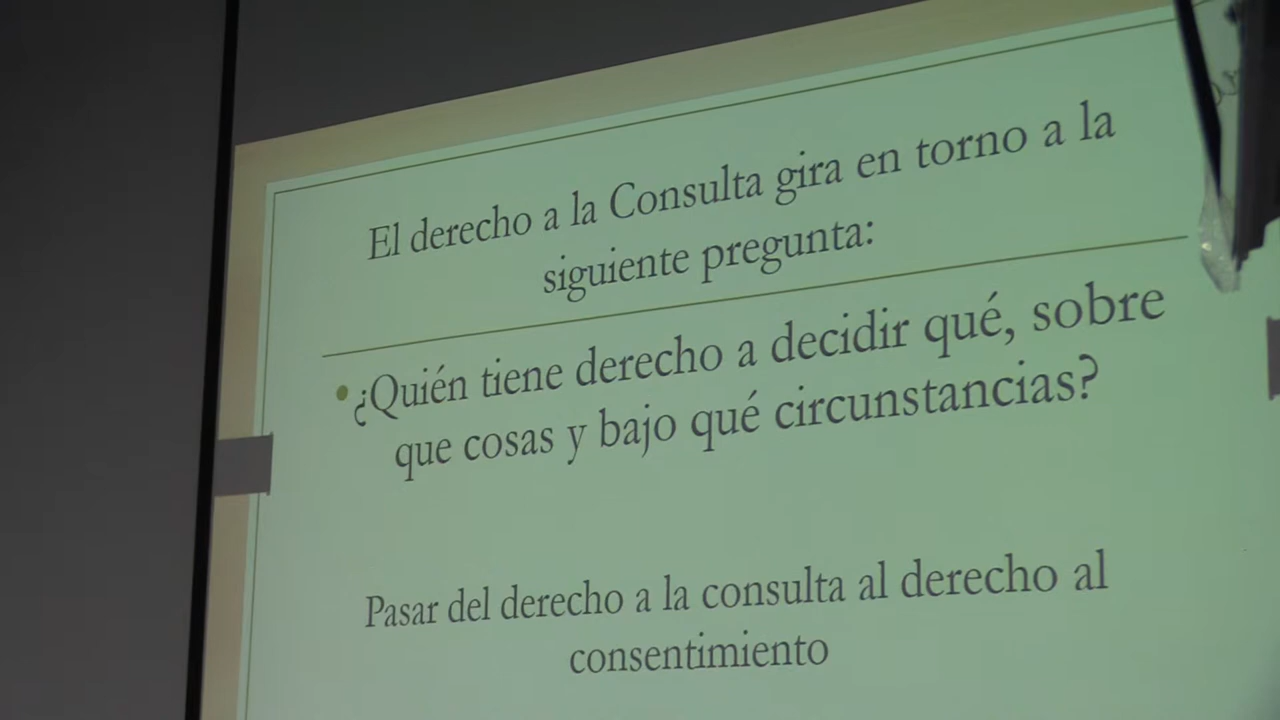 El derecho a la Consulta gira en torno a la
siguiente pregunta:
•¿Quién tiene derecho a decidir qué, sobre
que cosas y bajo qué circunstancias?
Pasar del derecho a la consulta al derecho al
consentimiento